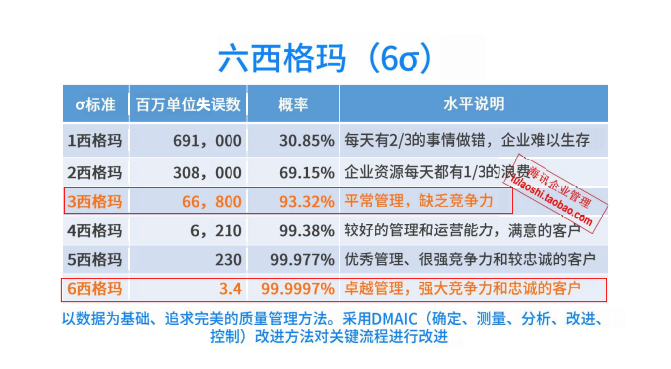 六西格玛（6σ）
σ标准 百万单位失误数 概率 水平说明
1西格玛 691，000 30.85% 每天有2/3的事情做错，企业难以生存
2西格玛 308，000 69.15% 企业资源每天都有1/3的浪费
3西格玛 66，800 93.32% 平常管理，缺乏竞争力
4西格玛 6，210 99.38% 较好的管理和运营能力，满意的客户
5西格玛 230 99.977% 优秀管理、很强竞争力和较忠诚的客户
6西格玛 3.4 99.9997% 卓越管理，强大竞争力和忠诚的客户
以数据为基础、追求完美的质量管理方法。采用DMAIC（确定、测量、分析、改进、
控制）改进方法对关键流程进行改进
海讯企业管理
10laoshi.taobao.com